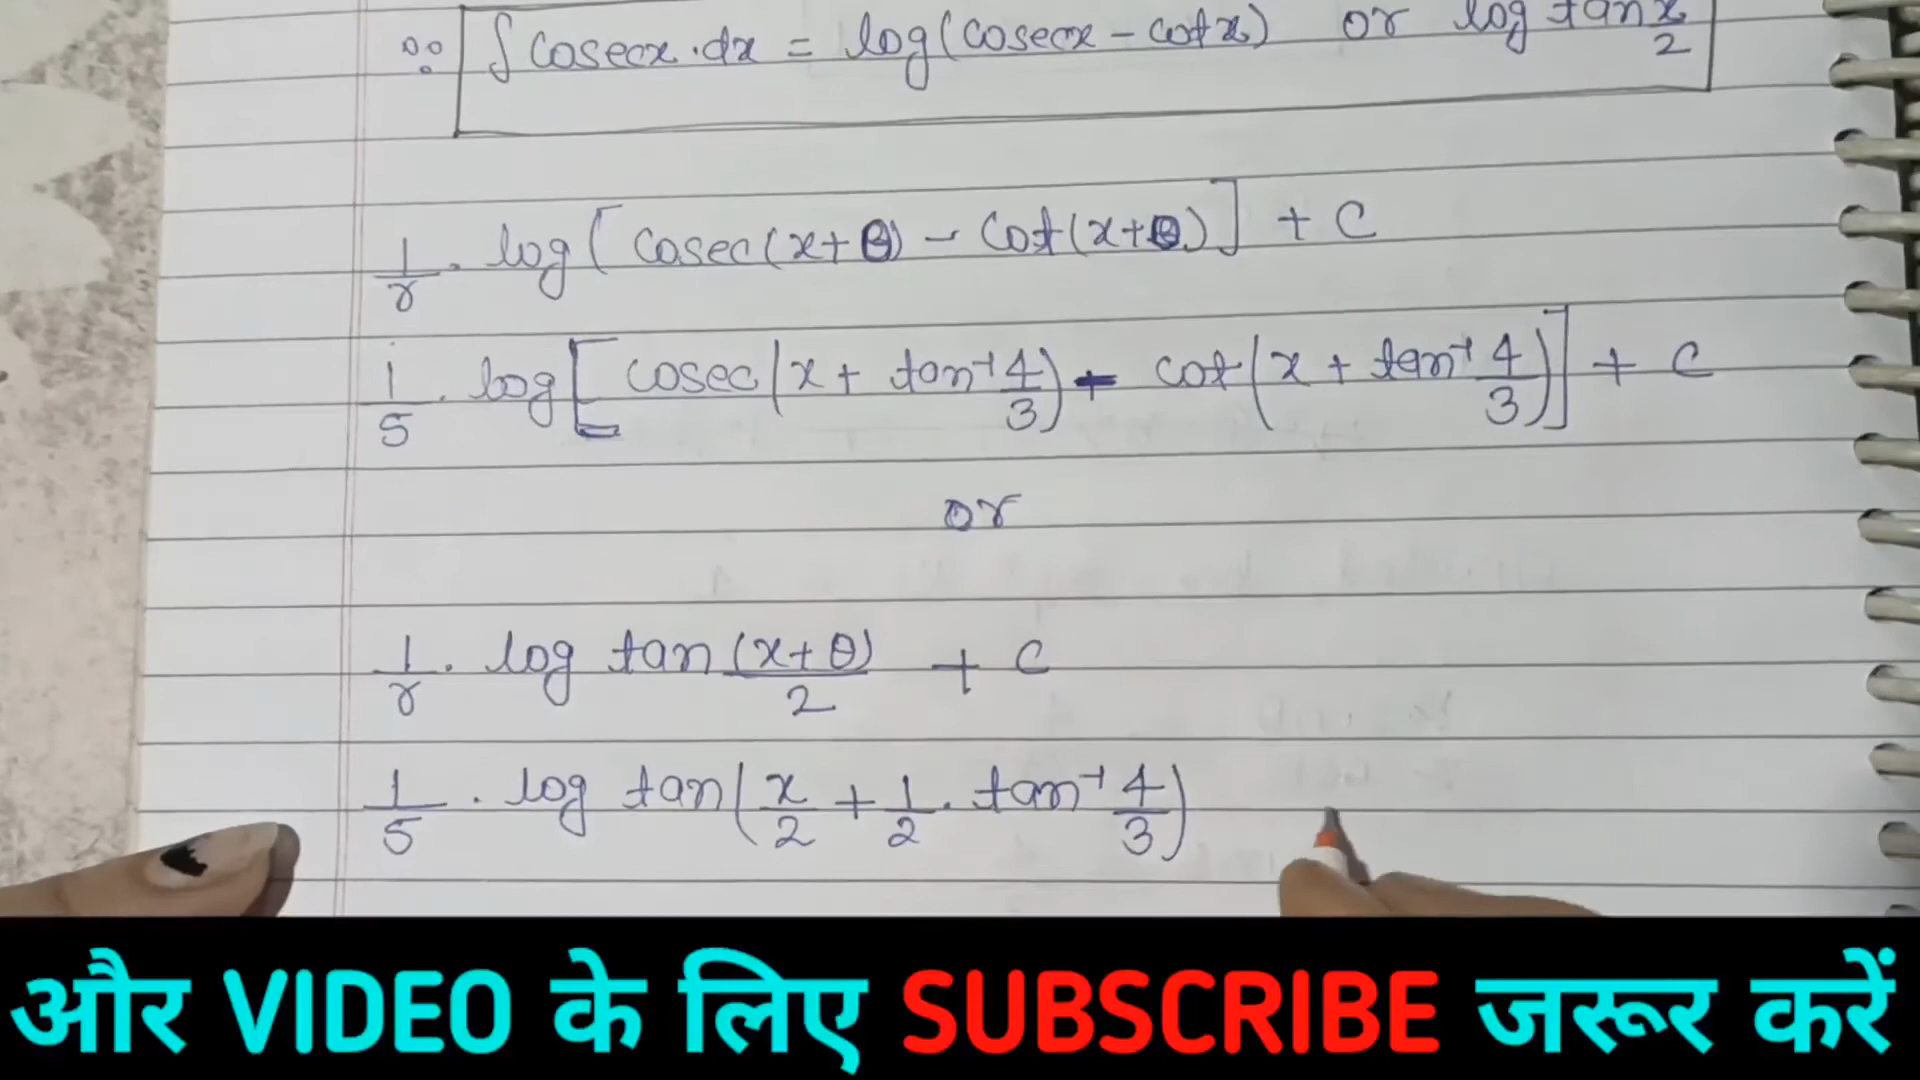 ∵ ∫ cosecx.dx = log(cosecx - cotx) or log tan x/2
1/r . log[cosec(x+θ) - cot(x+θ)] + c
1/5 . log[cosec(x + tan⁻¹ 4/3) - cot(x + tan⁻¹ 4/3)] + c
or
1/r . log tan (x+θ)/2 + c
1/5 . log tan(x/2 + 1/2 . tan⁻¹ 4/3)
और VIDEO के लिए SUBSCRIBE जरूर करें